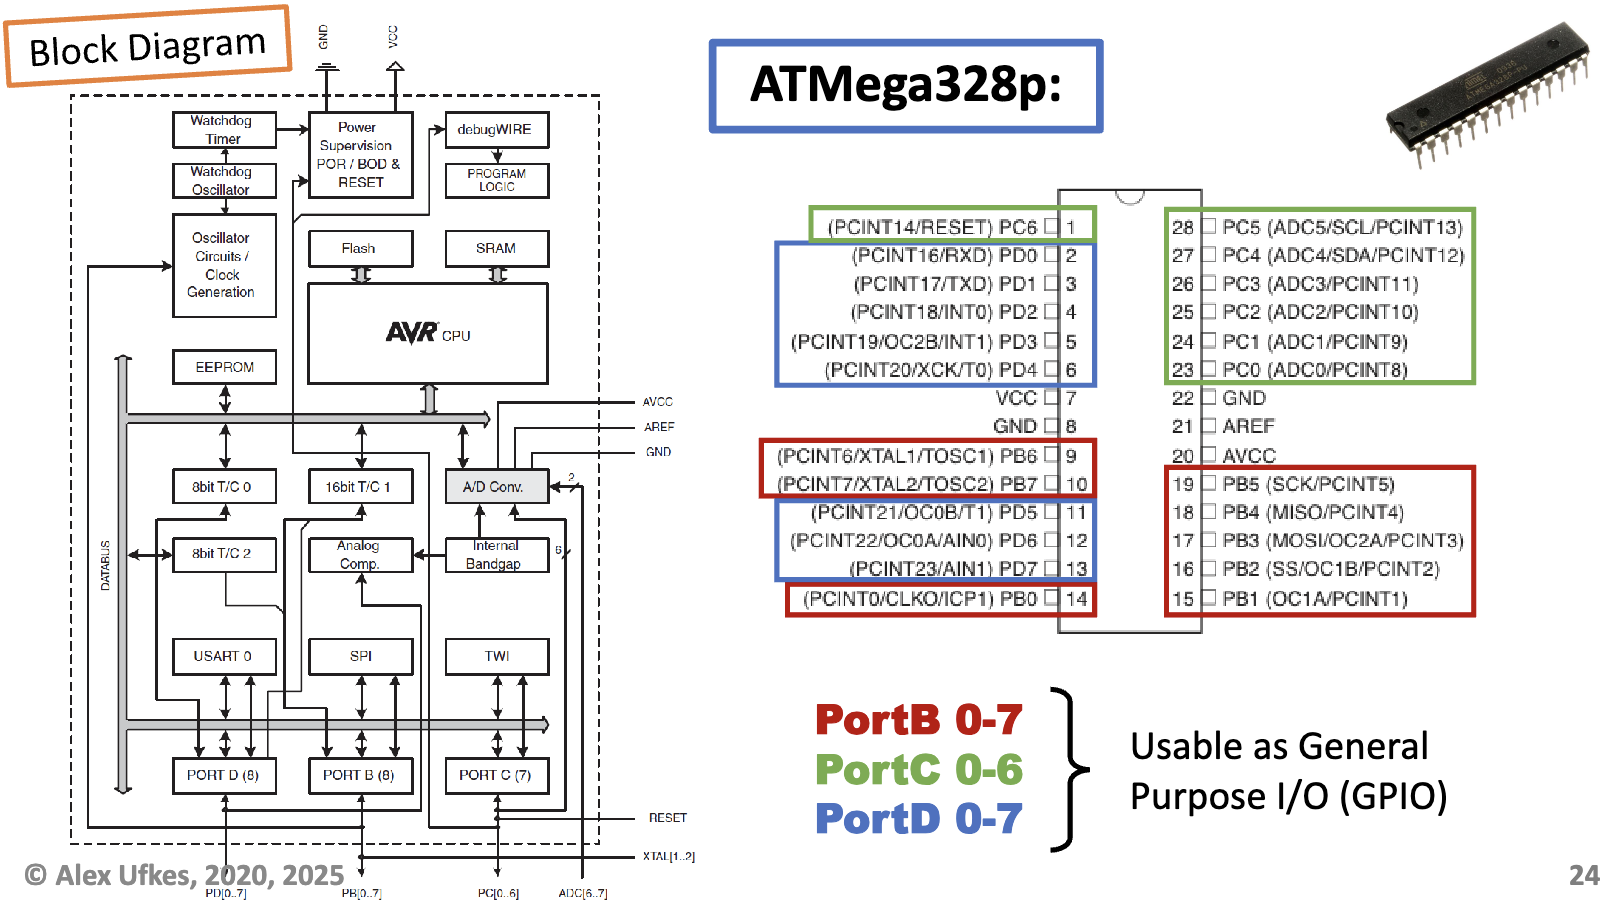 Block Diagram
GND
VCC
Watchdog
Timer
Watchdog
Oscillator
Oscillator
Circuits /
Clock
Generation
Power
Supervision
POR / BOD &
RESET
debugWIRE
PROGRAM
LOGIC
Flash
SRAM
AVR CPU
EEPROM
AVCC
AREF
GND
8bit T/C 0
16bit T/C 1
A/D Conv.
2
8bit T/C 2
Analog
Comp.
Internal
Bandgap
6
DATABUS
USART 0
SPI
TWI
PORT D (8)
PORT B (8)
PORT C (7)
RESET
XTAL[1..2]
PD[0..7]
PB[0..7]
PC[0..6]
ADC[6..7]
ATMega328p:
(PCINT14/RESET) PC6 1
(PCINT16/RXD) PD0 2
(PCINT17/TXD) PD1 3
(PCINT18/INT0) PD2 4
(PCINT19/OC2B/INT1) PD3 5
(PCINT20/XCK/T0) PD4 6
VCC 7
GND 8
(PCINT6/XTAL1/TOSC1) PB6 9
(PCINT7/XTAL2/TOSC2) PB7 10
(PCINT21/OC0B/T1) PD5 11
(PCINT22/OC0A/AIN0) PD6 12
(PCINT23/AIN1) PD7 13
(PCINT0/CLKO/ICP1) PB0 14
28 PC5 (ADC5/SCL/PCINT13)
27 PC4 (ADC4/SDA/PCINT12)
26 PC3 (ADC3/PCINT11)
25 PC2 (ADC2/PCINT10)
24 PC1 (ADC1/PCINT9)
23 PC0 (ADC0/PCINT8)
22 GND
21 AREF
20 AVCC
19 PB5 (SCK/PCINT5)
18 PB4 (MISO/PCINT4)
17 PB3 (MOSI/OC2A/PCINT3)
16 PB2 (SS/OC1B/PCINT2)
15 PB1 (OC1A/PCINT1)
PortB 0-7
PortC 0-6
PortD 0-7
Usable as General
Purpose I/O (GPIO)
© Alex Ufkes, 2020, 2025
24